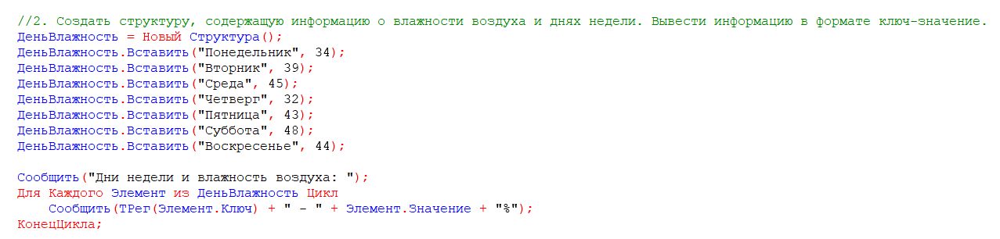 //2. Создать структуру, содержащую информацию о влажности воздуха и днях недели. Вывести информацию в формате ключ-значение.
ДеньВлажность = Новый Структура();
ДеньВлажность.Вставить("Понедельник", 34);
ДеньВлажность.Вставить("Вторник", 39);
ДеньВлажность.Вставить("Среда", 45);
ДеньВлажность.Вставить("Четверг", 32);
ДеньВлажность.Вставить("Пятница", 43);
ДеньВлажность.Вставить("Суббота", 48);
ДеньВлажность.Вставить("Воскресенье", 44);
Сообщить("Дни недели и влажность воздуха: ");
Для Каждого Элемент из ДеньВлажность Цикл
Сообщить(ТРег(Элемент.Ключ) + " - " + Элемент.Значение + "%");
КонецЦикла;